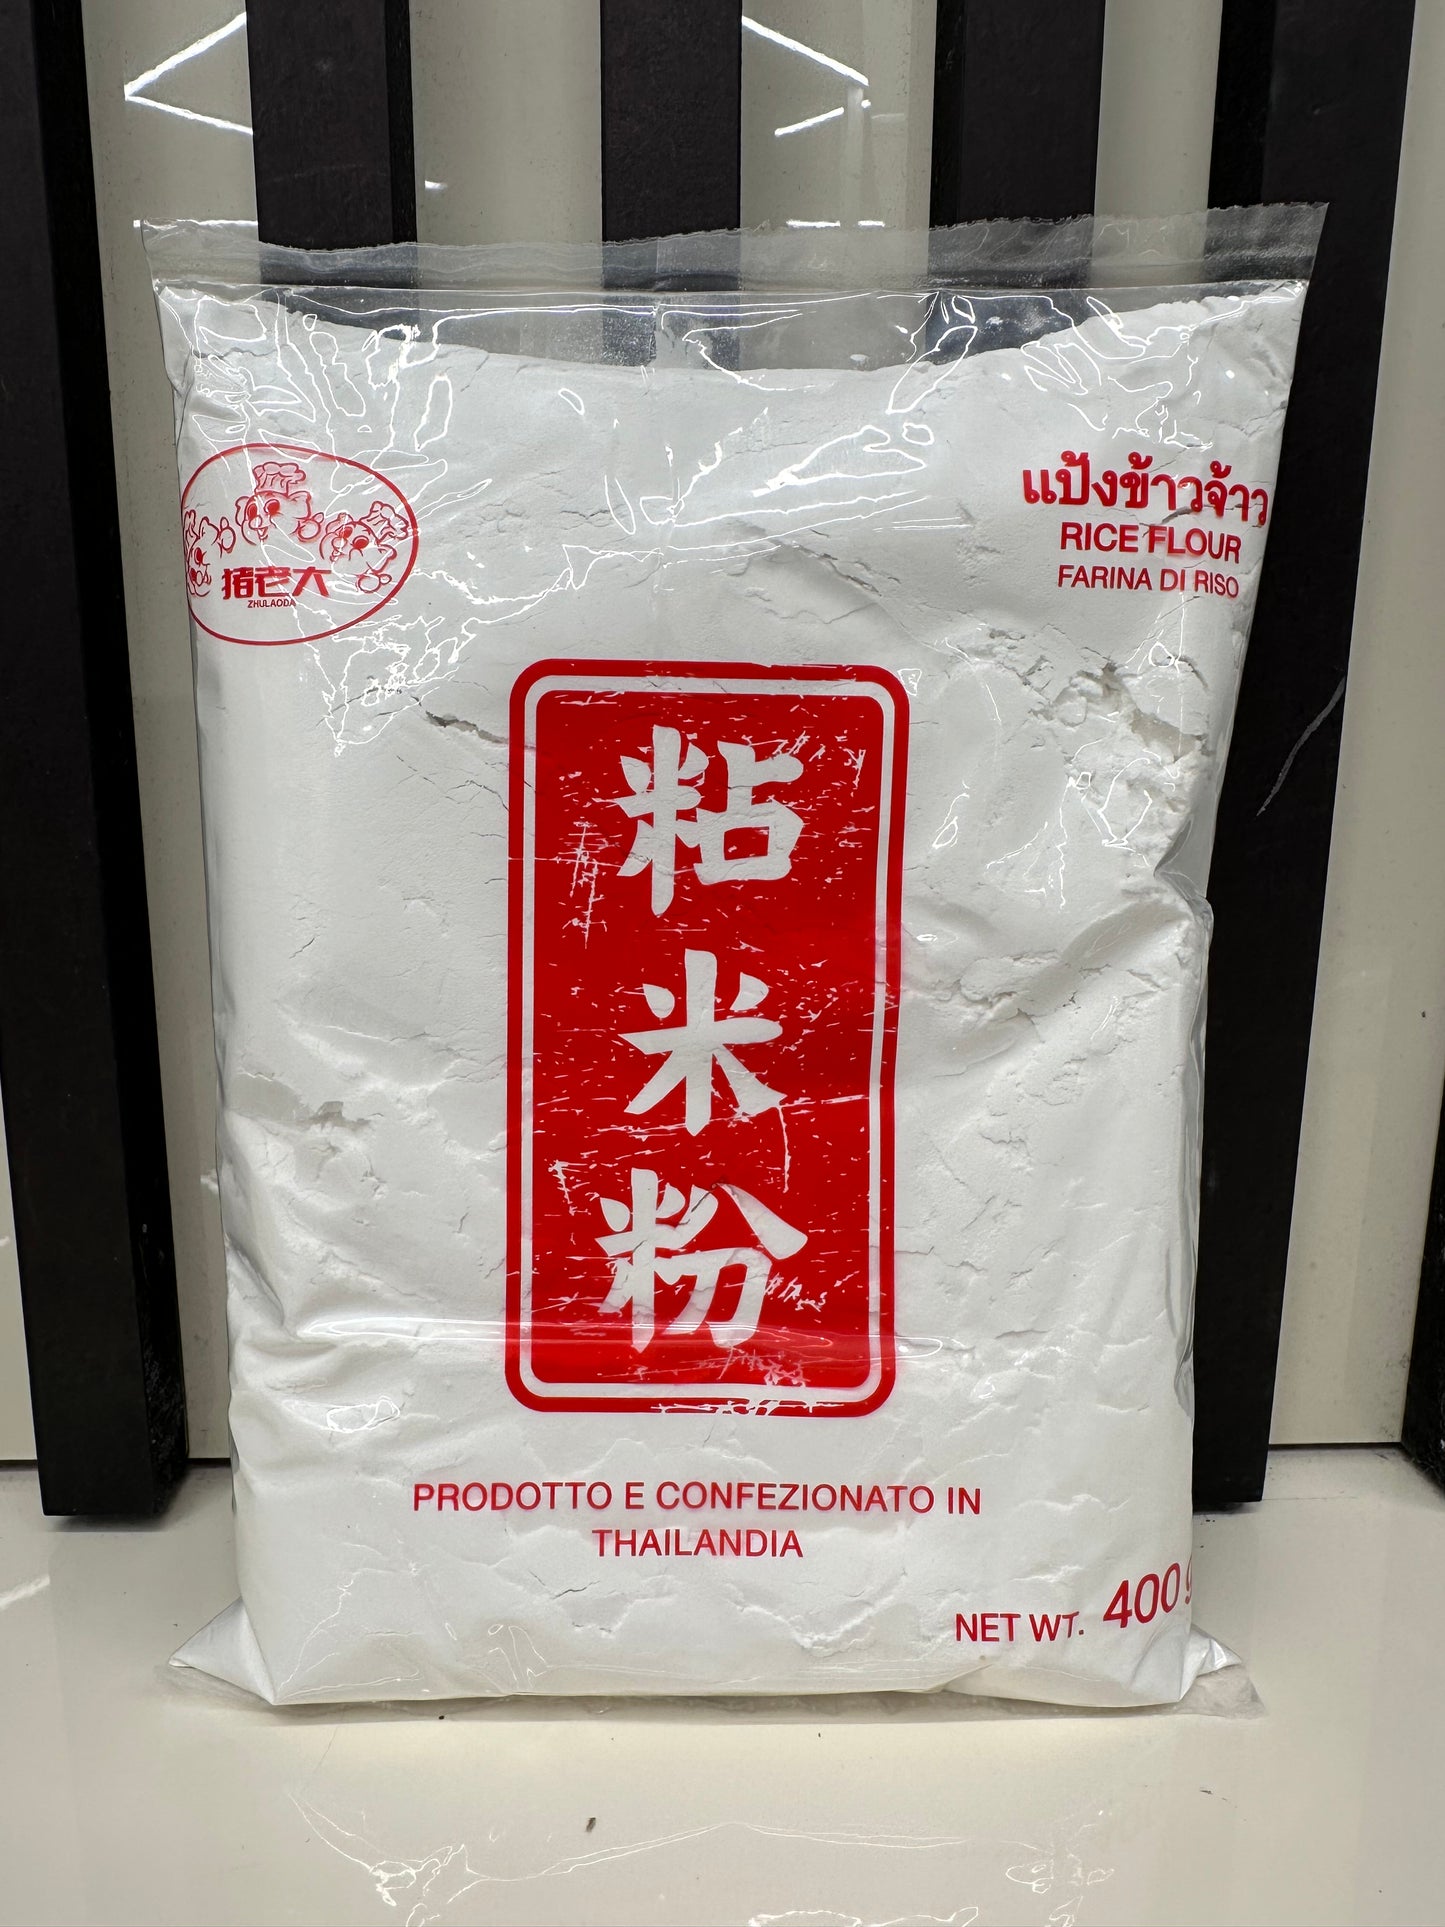 猪老大
ZHULAODA
แป้งข้าวจ้าว
RICE FLOUR
FARINA DI RISO
粘
米
粉
PRODOTTO E CONFEZIONATO IN
THAILANDIA
NET WT. 400 g